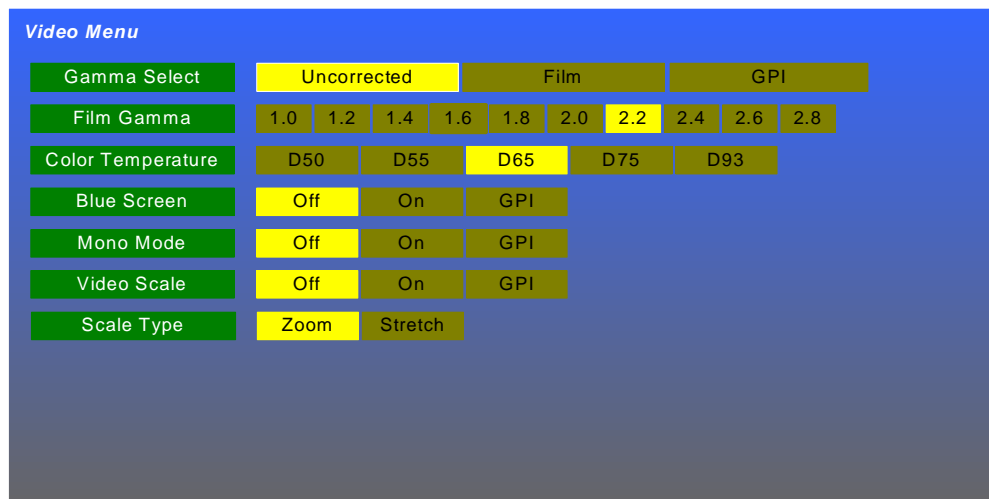 Video Menu
Gamma Select Uncorrected Film GPI
Film Gamma 1.0 1.2 1.4 1.6 1.8 2.0 2.2 2.4 2.6 2.8
Color Temperature D50 D55 D65 D75 D93
Blue Screen Off On GPI
Mono Mode Off On GPI
Video Scale Off On GPI
Scale Type Zoom Stretch